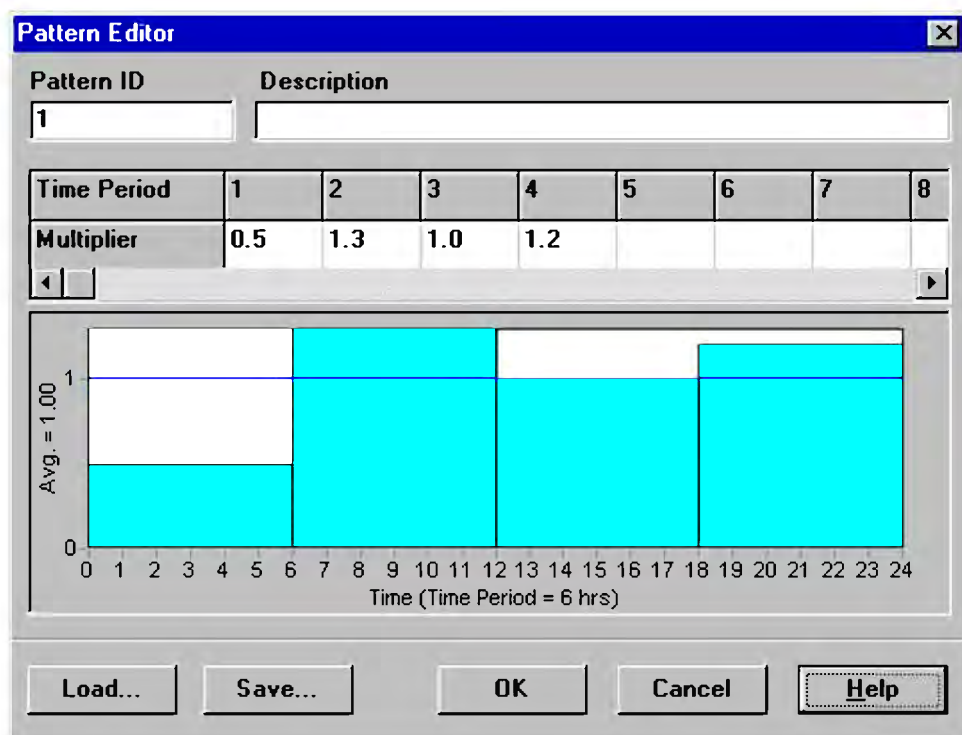 Pattern Editor
Pattern ID Description
1
Time Period 1 2 3 4 5 6 7 8
Multiplier 0.5 1.3 1.0 1.2
Avg. = 1.00
1
0
0 1 2 3 4 5 6 7 8 9 10 11 12 13 14 15 16 17 18 19 20 21 22 23 24
Time (Time Period = 6 hrs)
Load... Save... OK Cancel Help